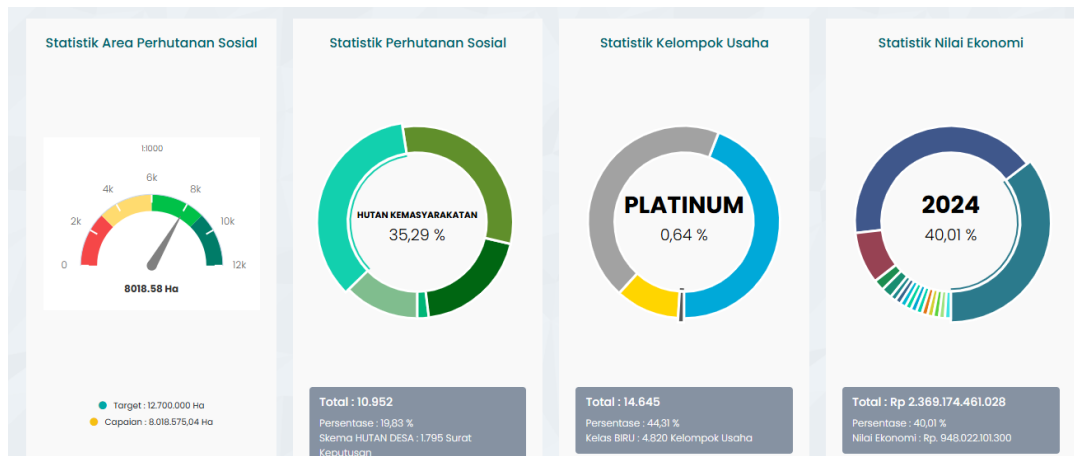 Statistik Area Perhutanan Sosial
1:1000
0
2k
4k
6k
8k
10k
12k
8018.58 Ha
Target : 12.700.000 Ha
Capaian : 8.018.575,04 Ha
Statistik Perhutanan Sosial
HUTAN KEMASYARAKATAN
35,29 %
Total : 10.952
Persentase : 19,83 %
Skema HUTAN DESA : 1.795 Surat
Keputusan
Statistik Kelompok Usaha
PLATINUM
0,64 %
Total : 14.645
Persentase : 44,31 %
Kelas BIRU : 4.820 Kelompok Usaha
Statistik Nilai Ekonomi
2024
40,01 %
Total : Rp 2.369.174.461.028
Persentase : 40,01 %
Nilai Ekonomi : Rp. 948.022.101.300